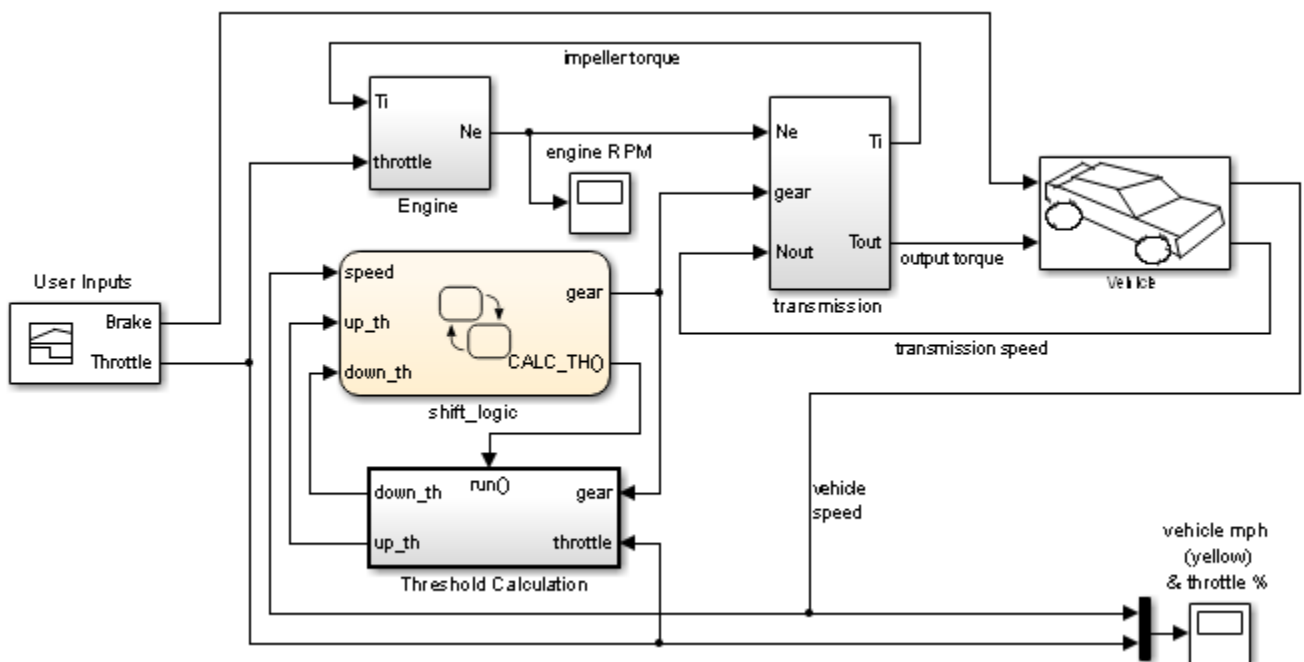 impeller torque
Ti
Ne
throttle
Engine
engine RPM
Ne
Ti
gear
Nout
Tout
transmission
output torque
Vehicle
transmission speed
User Inputs
Brake
Throttle
speed
gear
up_th
down_th
CALC_TH()
shift_logic
run()
down_th
gear
up_th
throttle
Threshold Calculation
vehicle
speed
vehicle mph
(yellow)
& throttle %